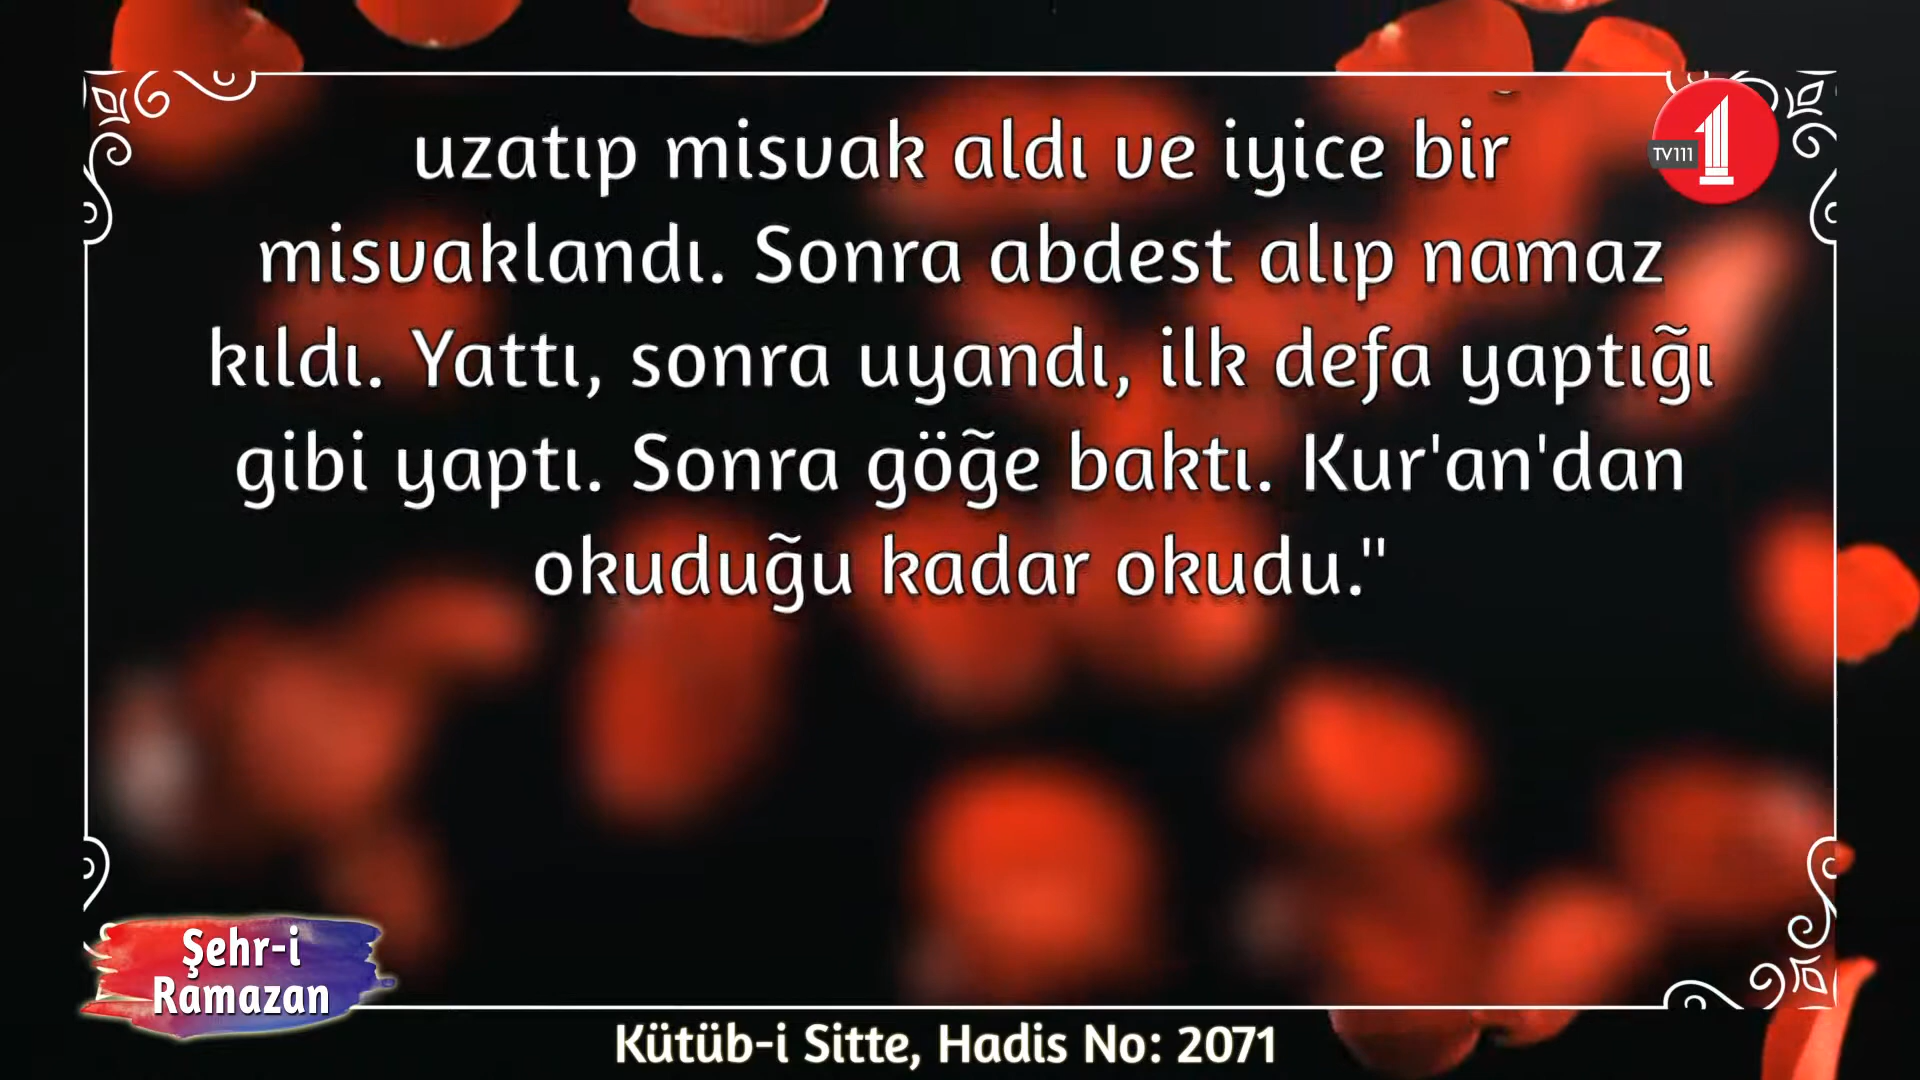 uzatıp misvak aldı ve iyice bir
misvaklandı. Sonra abdest alıp namaz
kıldı. Yattı, sonra uyandı, ilk defa yaptığı
gibi yaptı. Sonra göğe baktı. Kur'an'dan
okuduğu kadar okudu."
TV111
1
Şehr-i
Ramazan
Kütüb-i Sitte, Hadis No: 2071